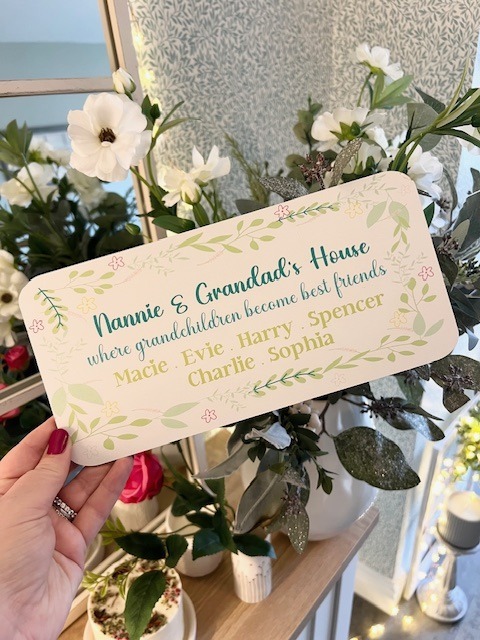 Nannie & Grandad's House
where grandchildren become best friends
Macie . Evie . Harry . Spencer
Charlie . Sophia